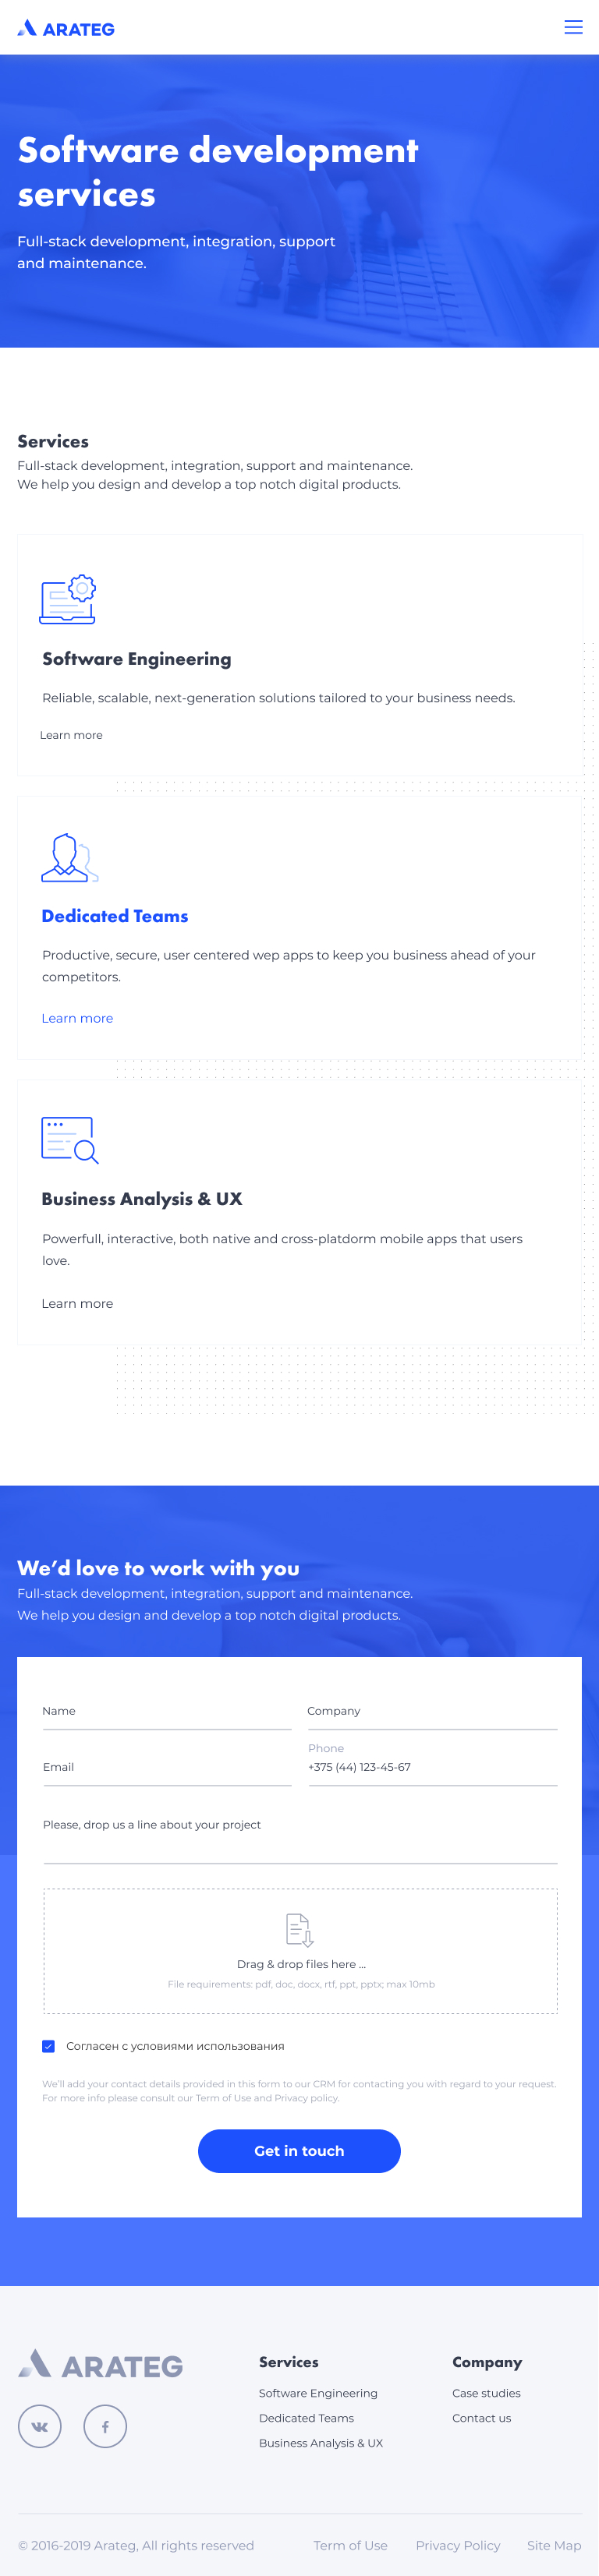 ARATEG
Software development
services
Full-stack development, integration, support
and maintenance.
Services
Full-stack development, integration, support and maintenance.
We help you design and develop a top notch digital products.
Software Engineering
Reliable, scalable, next-generation solutions tailored to your business needs.
Learn more
Dedicated Teams
Productive, secure, user centered wep apps to keep you business ahead of your
competitors.
Learn more
Business Analysis & UX
Powerfull, interactive, both native and cross-platdorm mobile apps that users
love.
Learn more
We’d love to work with you
Full-stack development, integration, support and maintenance.
We help you design and develop a top notch digital products.
Name
Company
Phone
Email
+375 (44) 123-45-67
Please, drop us a line about your project
Drag & drop files here ...
File requirements: pdf, doc, docx, rtf, ppt, pptx; max 10mb
Согласен с условиями использования
We’ll add your contact details provided in this form to our CRM for contacting you with regard to your request.
For more info please consult our Term of Use and Privacy policy.
Get in touch
ARATEG
Services
Software Engineering
Dedicated Teams
Business Analysis & UX
Company
Case studies
Contact us
© 2016-2019 Arateg, All rights reserved
Term of Use
Privacy Policy
Site Map